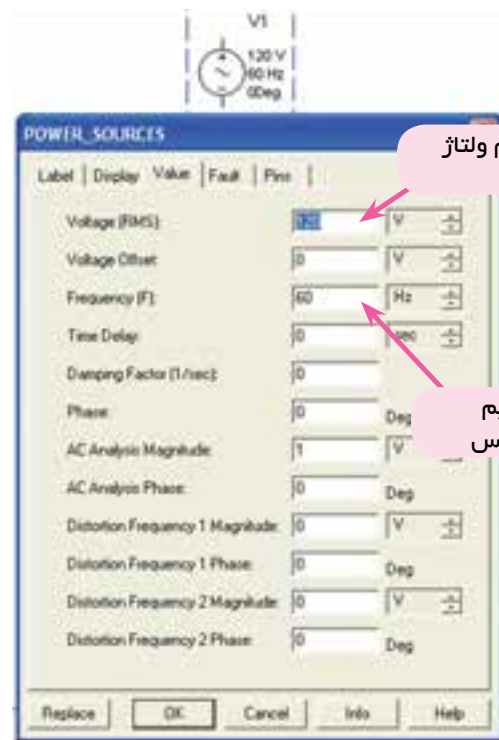 V1
120 V
60 Hz
0Deg
POWER_SOURCES
Label Display Value Fault Pins
Voltage (RMS): 120 V
Voltage Offset: 0 V
Frequency (F): 60 Hz
Time Delay: 0 sec
Damping Factor (1/sec): 0
Phase: 0 Deg
AC Analysis Magnitude: 1 V
AC Analysis Phase: 0 Deg
Distortion Frequency 1 Magnitude: 0 V
Distortion Frequency 1 Phase: 0 Deg
Distortion Frequency 2 Magnitude: 0 V
Distortion Frequency 2 Phase: 0 Deg
Replace OK Cancel Info Help
ولتاژ